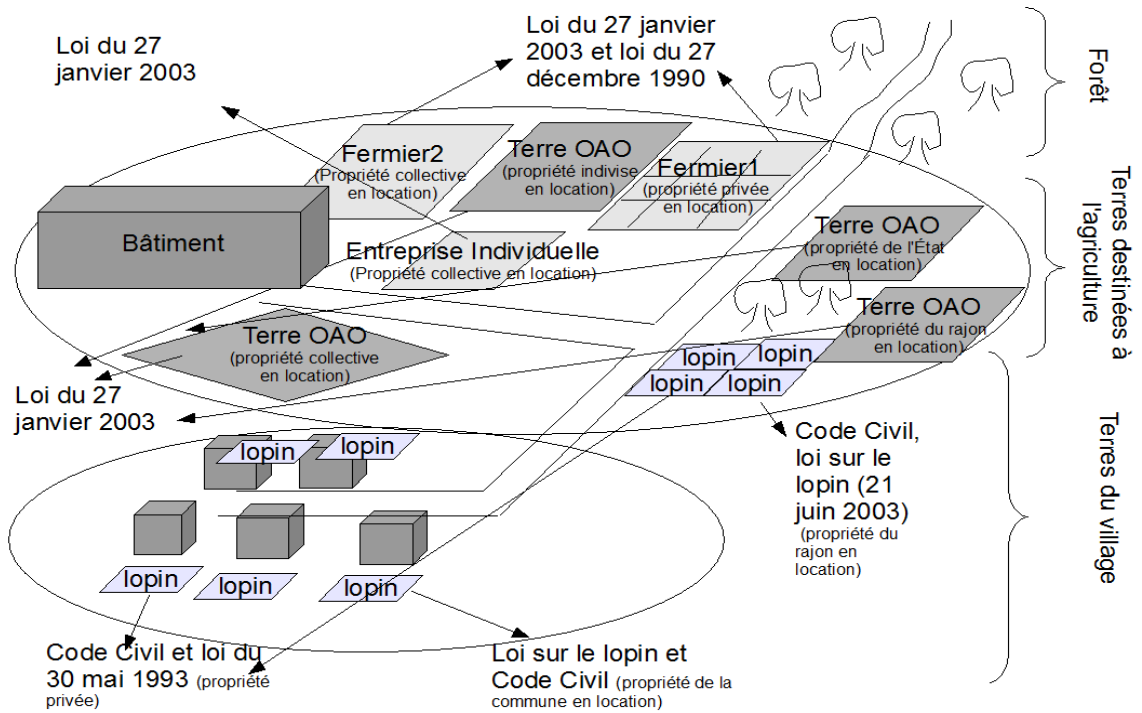 Loi du 27
janvier 2003
Loi du 27 janvier
2003 et loi du 27
décembre 1990
Forêt
Fermier2
(Propriété collective
en location)
Terre OAO
(propriété indivise
en location)
Fermier1
(propriété privée
en location)
Terres destinées à
l'agriculture
Bâtiment
Entreprise Individuelle
(Propriété collective en location)
Terre OAO
(propriété de l'État
en location)
Terre OAO
(propriété du rajon
en location)
Terre OAO
(propriété collective
en location)
lopin
lopin
lopin
lopin
Loi du 27
janvier 2003
Code Civil,
loi sur le
lopin (21
juin 2003)
(propriété du
rajon en
location)
Terres du village
lopin
lopin
lopin
lopin
lopin
Code Civil et loi du
30 mai 1993 (propriété
privée)
Loi sur le lopin et
Code Civil (propriété de la
commune en location)